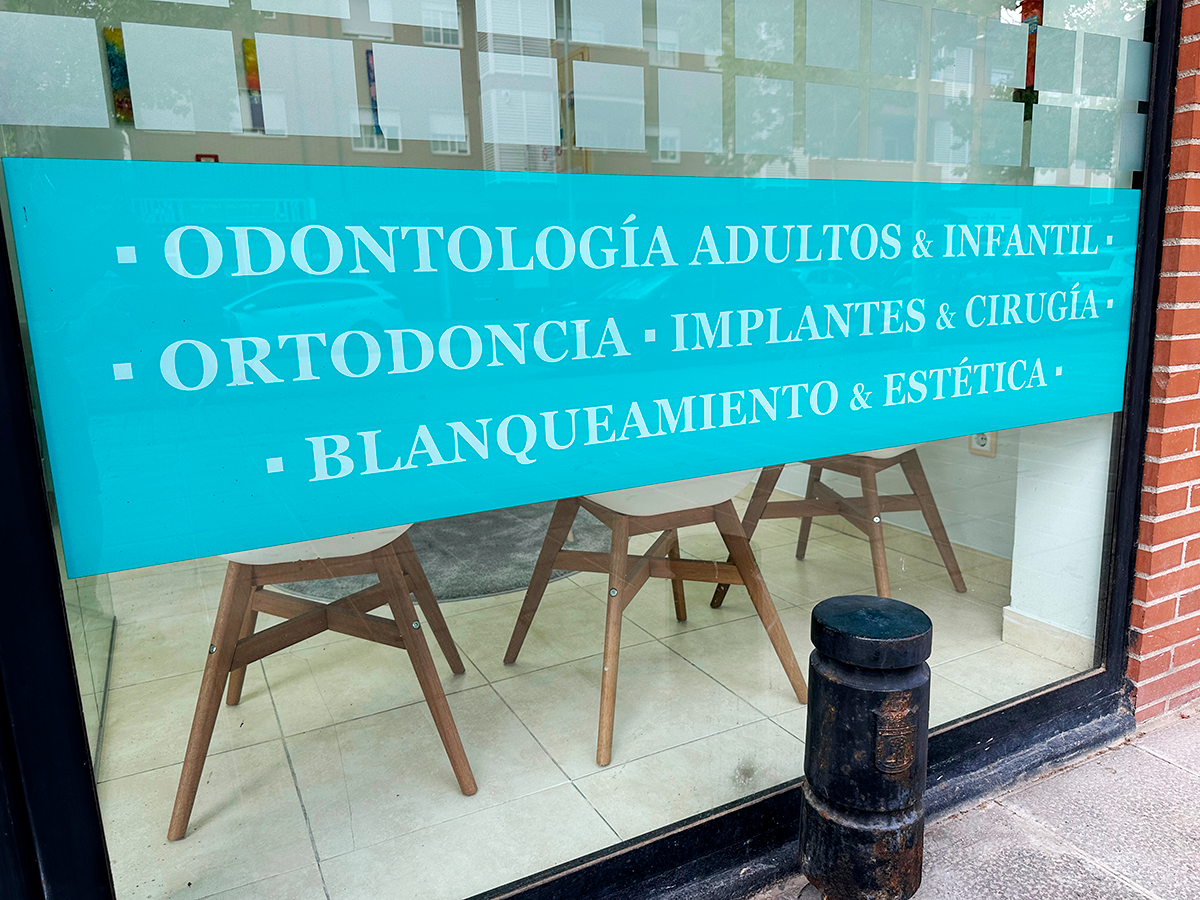 ▪ ODONTOLOGÍA ADULTOS & INFANTIL ▪
▪ ORTODONCIA ▪ IMPLANTES & CIRUGÍA ▪
▪ BLANQUEAMIENTO & ESTÉTICA ▪